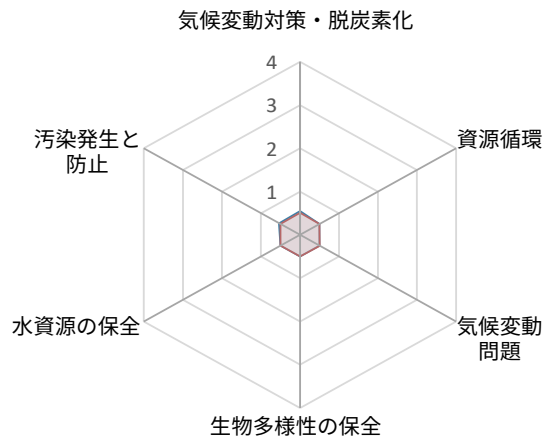 気候変動対策・脱炭素化
4
3
2
1
汚染発生と
防止
資源循環
水資源の保全
気候変動
問題
生物多様性の保全